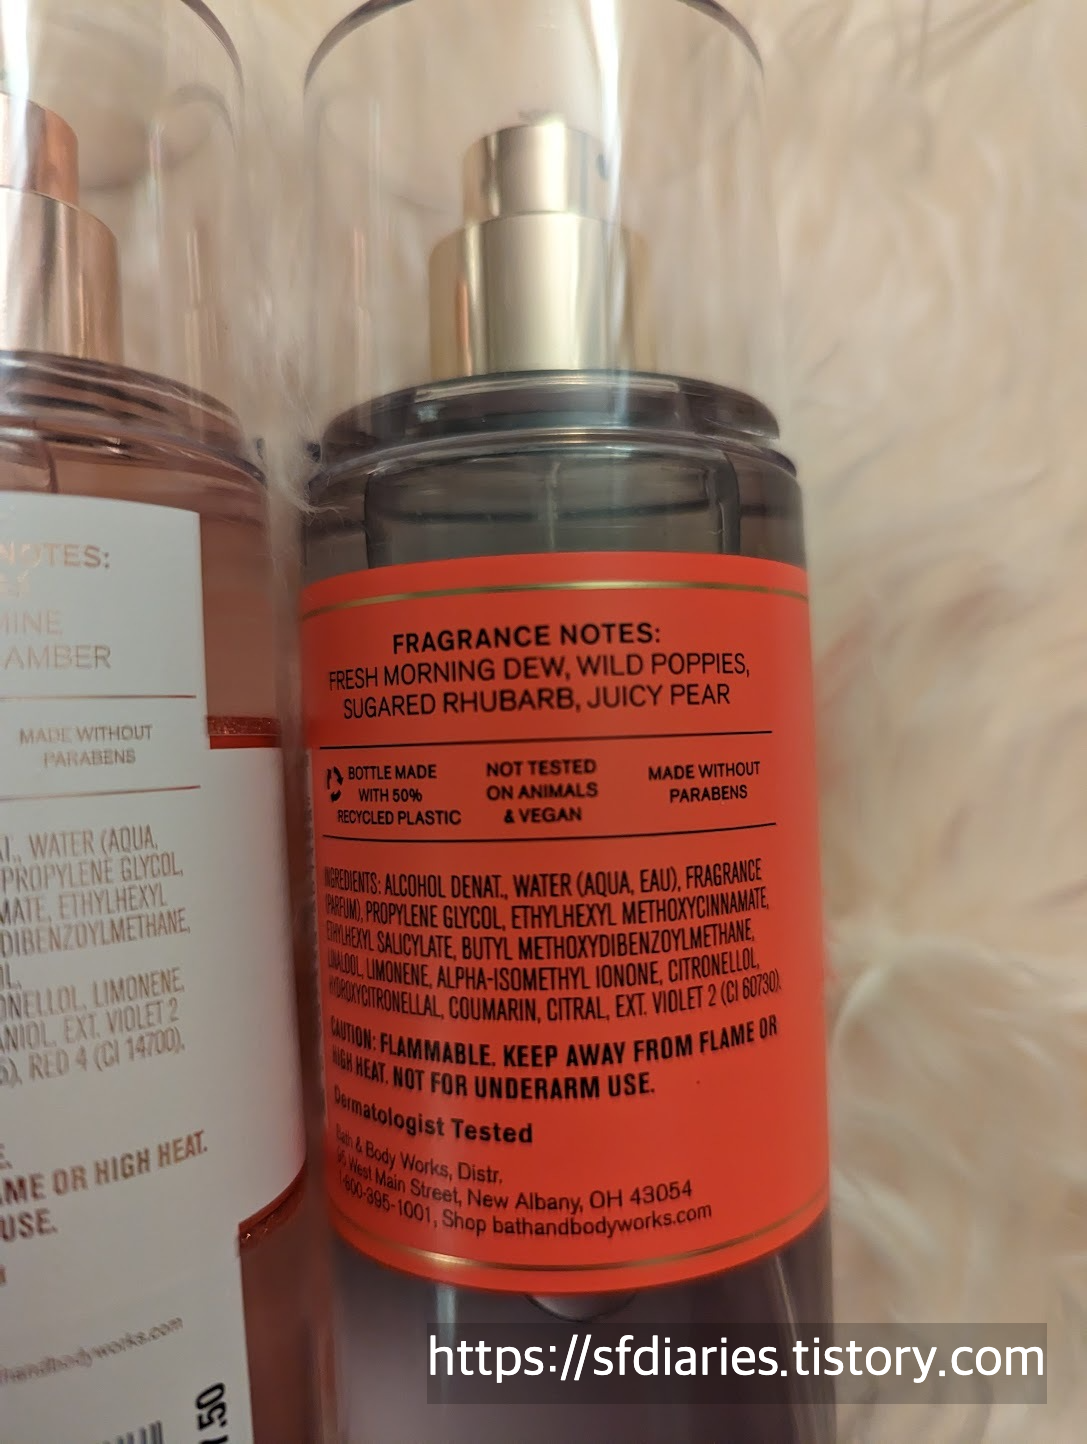 NOTES:
MINE
AMBER
MADE WITHOUT
PARABENS
WATER (AQUA,
PROPYLENE GLYCOL,
ETHYLHEXYL
DIBENZOYLMETHANE,
LIMONENE,
EXT. VIOLET 2
RED 4 (CI 14700),
OR HIGH HEAT.
USE.
.50
FRAGRANCE NOTES:
FRESH MORNING DEW, WILD POPPIES,
SUGARED RHUBARB, JUICY PEAR
BOTTLE MADE
WITH 50%
RECYCLED PLASTIC
NOT TESTED
ON ANIMALS
& VEGAN
MADE WITHOUT
PARABENS
INGREDIENTS: ALCOHOL DENAT., WATER (AQUA, EAU), FRAGRANCE
(PARFUM), PROPYLENE GLYCOL, ETHYLHEXYL METHOXYCINNAMATE,
ETHYLHEXYL SALICYLATE, BUTYL METHOXYDIBENZOYLMETHANE,
LINALOOL, LIMONENE, ALPHA-ISOMETHYL IONONE, CITRONELLOL,
HYDROXYCITRONELLAL, COUMARIN, CITRAL, EXT. VIOLET 2 (CI 60730).
CAUTION: FLAMMABLE. KEEP AWAY FROM FLAME OR
HIGH HEAT. NOT FOR UNDERARM USE.
Dermatologist Tested
Bath & Body Works, Distr.
95 West Main Street, New Albany, OH 43054
1-800-395-1001, Shop bathandbodyworks.com
https://sfdiaries.tistory.com